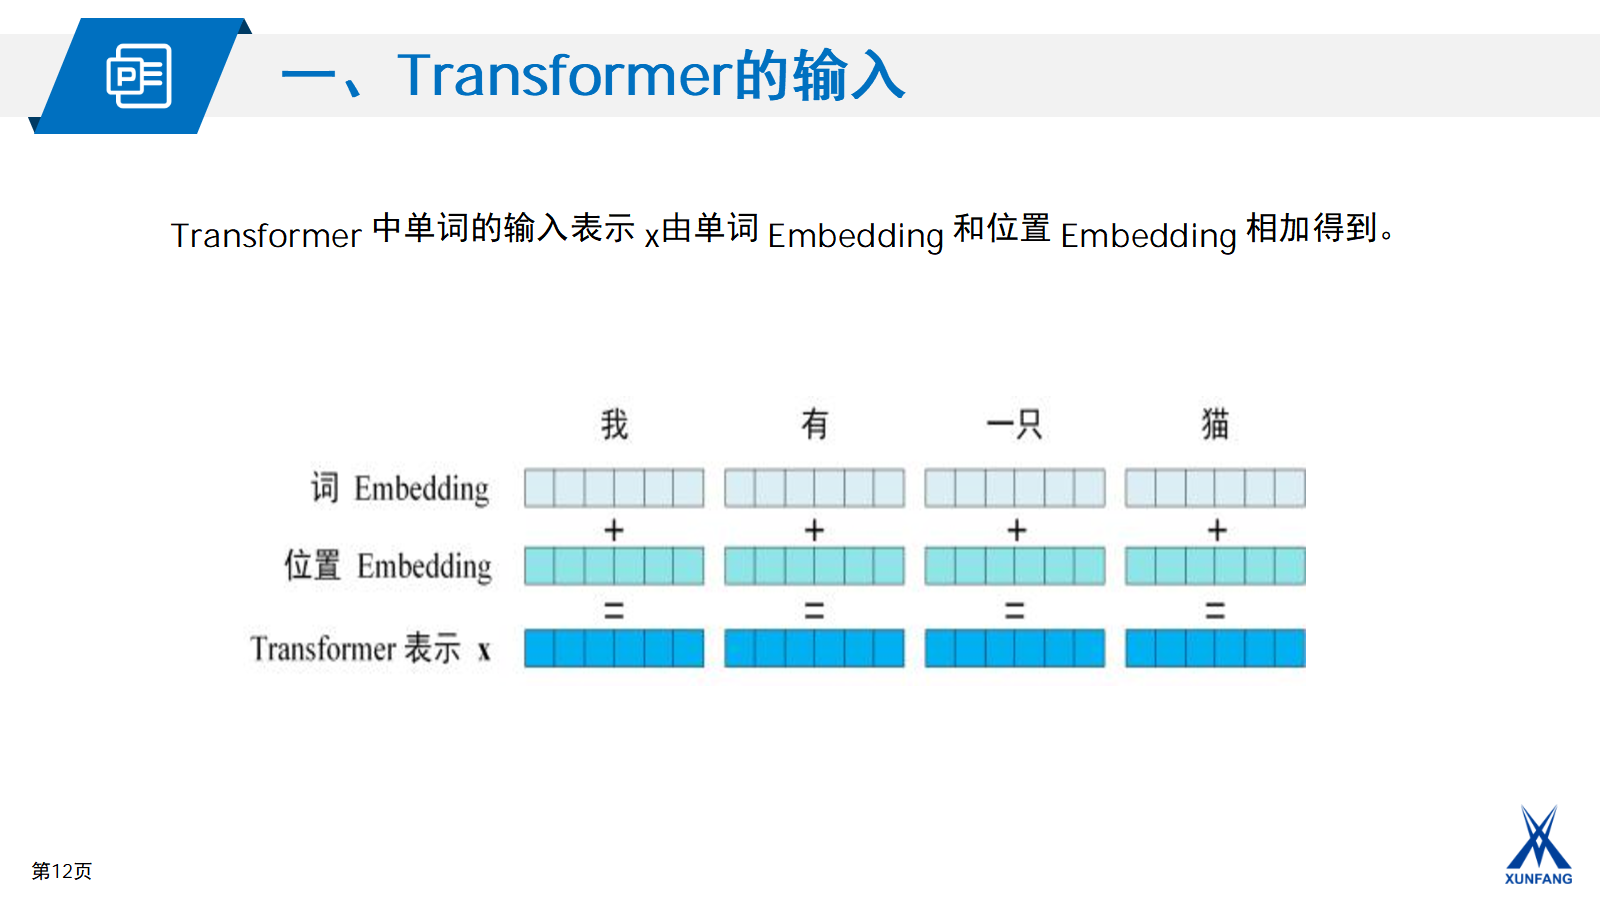 一、Transformer的输入
Transformer 中单词的输入表示 x由单词 Embedding 和位置 Embedding 相加得到。
我 有 一只 猫
词 Embedding
+ + + +
位置 Embedding
= = = =
Transformer 表示 x
第12页
XUNFANG